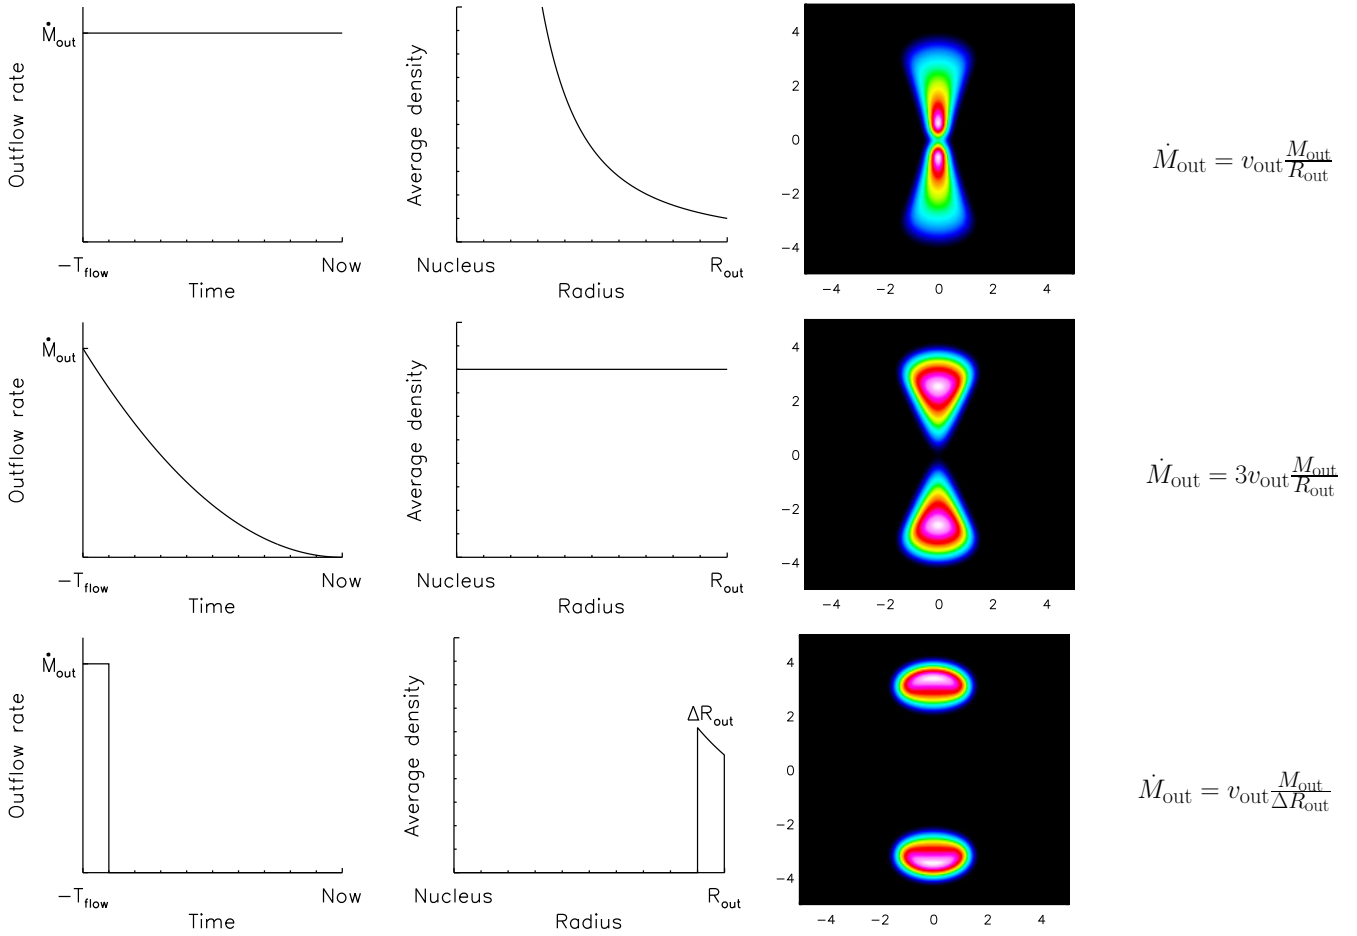 Ṁout
Outflow rate
−Tflow Now
Time
Average density
Nucleus Rout
Radius
4
2
0
−2
−4
−4 −2 0 2 4
Ṁout = vout Mout/Rout
Ṁout
Outflow rate
−Tflow Now
Time
Average density
Nucleus Rout
Radius
4
2
0
−2
−4
−4 −2 0 2 4
Ṁout = 3vout Mout/Rout
Ṁout
Outflow rate
−Tflow Now
Time
Average density
ΔRout
Nucleus Rout
Radius
4
2
0
−2
−4
−4 −2 0 2 4
Ṁout = vout Mout/ΔRout